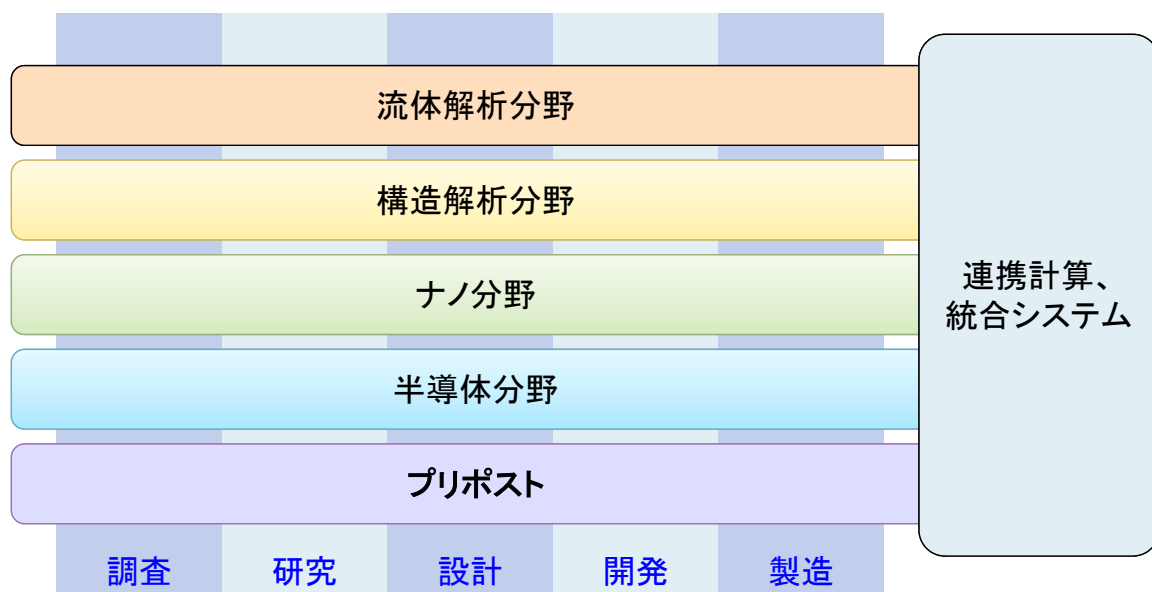 流体解析分野
構造解析分野
ナノ分野
半導体分野
プリポスト
連携計算、
統合システム
調査
研究
設計
開発
製造